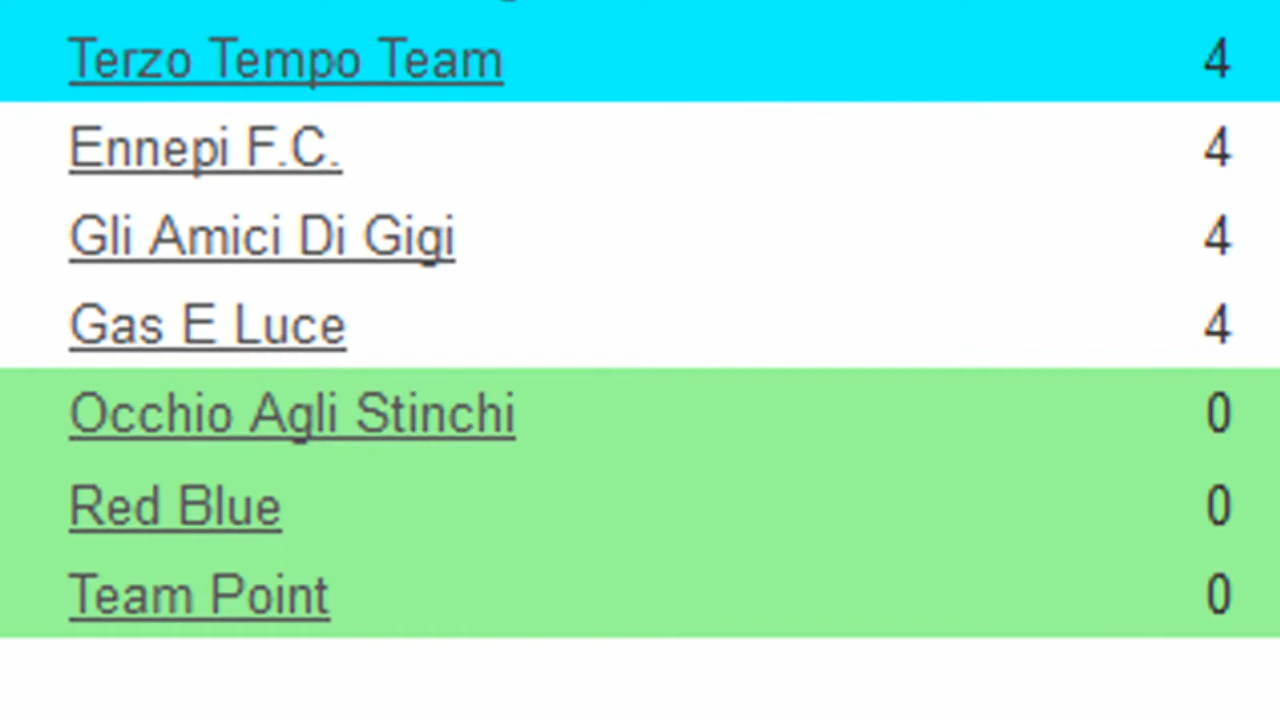 Terzo Tempo Team 4
Ennepi F.C. 4
Gli Amici Di Gigi 4
Gas E Luce 4
Occhio Agli Stinchi 0
Red Blue 0
Team Point 0